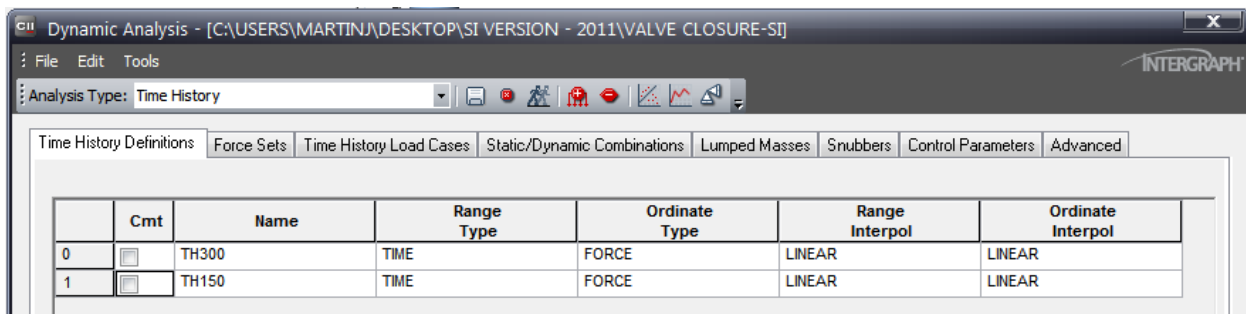 CII Dynamic Analysis - [C:\USERS\MARTINJ\DESKTOP\SI VERSION - 2011\VALVE CLOSURE-SI] X
File Edit Tools INTERGRAPH
Analysis Type: Time History
Time History Definitions Force Sets Time History Load Cases Static/Dynamic Combinations Lumped Masses Snubbers Control Parameters Advanced
Cmt Name Range Type Ordinate Type Range Interpol Ordinate Interpol
0 TH300 TIME FORCE LINEAR LINEAR
1 TH150 TIME FORCE LINEAR LINEAR